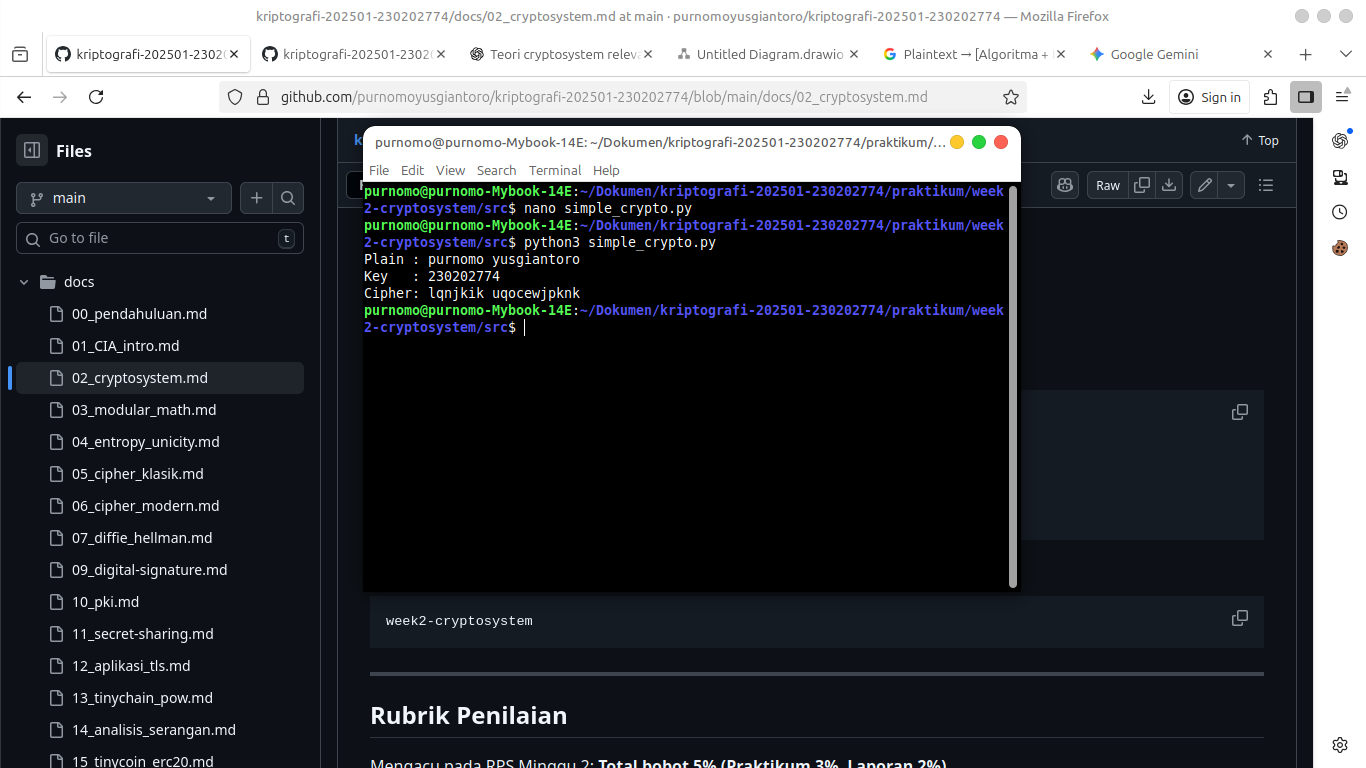 kriptografi-202501-230202774/docs/02_cryptosystem.md at main · purnomoyusgiantoro/kriptografi-202501-230202774 — Mozilla Firefox
kriptografi-202501-2302
kriptografi-202501-2302
Teori cryptosystem releva
Untitled Diagram.drawio
Plaintext → [Algoritma +
Google Gemini
github.com/purnomoyusgiantoro/kriptografi-202501-230202774/blob/main/docs/02_cryptosystem.md
Sign in
Files
main
Go to file
t
docs
00_pendahuluan.md
01_CIA_intro.md
02_cryptosystem.md
03_modular_math.md
04_entropy_unicity.md
05_cipher_klasik.md
06_cipher_modern.md
07_diffie_hellman.md
09_digital-signature.md
10_pki.md
11_secret-sharing.md
12_aplikasi_tls.md
13_tinychain_pow.md
14_analisis_serangan.md
15_tinycoin_erc20.md
Top
Raw
purnomo@purnomo-Mybook-14E: ~/Dokumen/kriptografi-202501-230202774/praktikum/...
File Edit View Search Terminal Help
purnomo@purnomo-Mybook-14E:~/Dokumen/kriptografi-202501-230202774/praktikum/week
2-cryptosystem/src$ nano simple_crypto.py
purnomo@purnomo-Mybook-14E:~/Dokumen/kriptografi-202501-230202774/praktikum/week
2-cryptosystem/src$ python3 simple_crypto.py
Plain : purnomo yusgiantoro
Key   : 230202774
Cipher: lqnjkik uqocewjpknk
purnomo@purnomo-Mybook-14E:~/Dokumen/kriptografi-202501-230202774/praktikum/week
2-cryptosystem/src$
week2-cryptosystem
Rubrik Penilaian
Mengacu pada RPS Minggu 2: Total bobot 5% (Praktikum 3%, Laporan 2%)